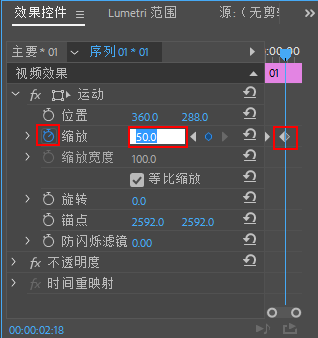 效果控件 ≡ Lumetri 范围 源：（无剪 »
主要 * 01 序列 01 * 01 00:00
视频效果 01
fx 运动
位置 360.0 288.0
缩放 50.0
缩放宽度 100.0
等比缩放
旋转 0.0
锚点 2592.0 2592.0
防闪烁滤镜 0.00
fx 不透明度
fx 时间重映射
00:00:02:18